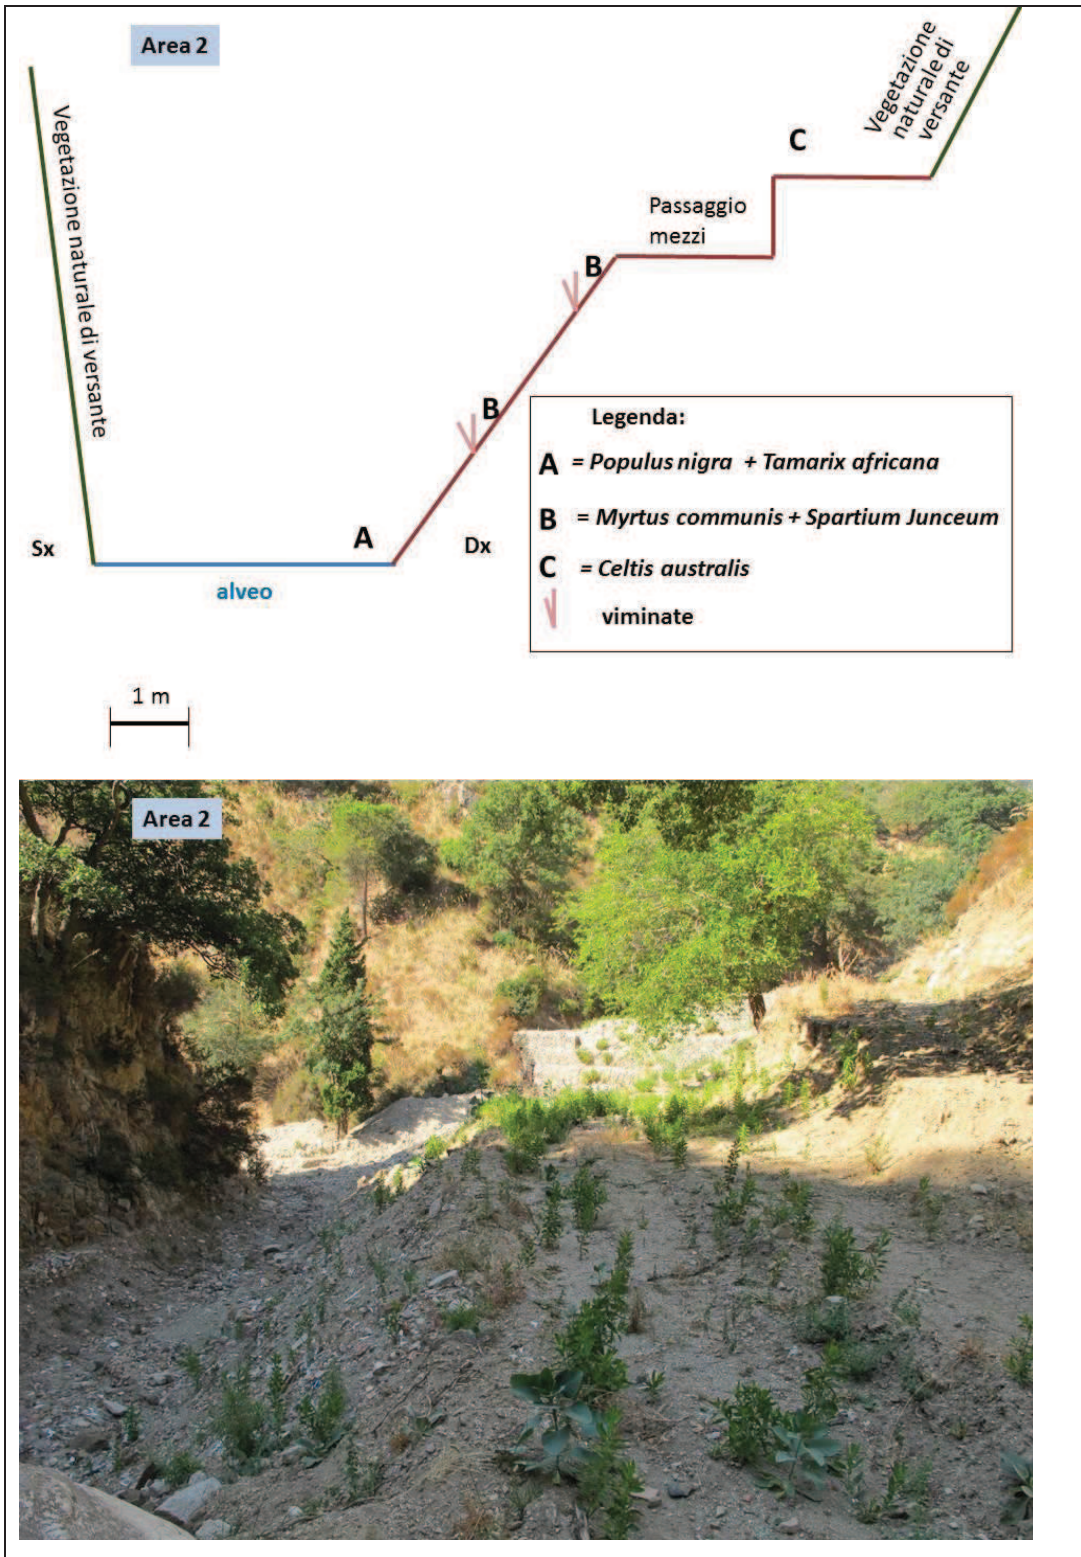 Area 2
Vegetazione naturale di versante
Vegetazione
naturale di
versante
C
Passaggio
mezzi
B
B
Legenda:
A = Populus nigra + Tamarix africana
B = Myrtus communis + Spartium Junceum
C = Celtis australis
viminate
Sx
A
Dx
alveo
1 m
Area 2